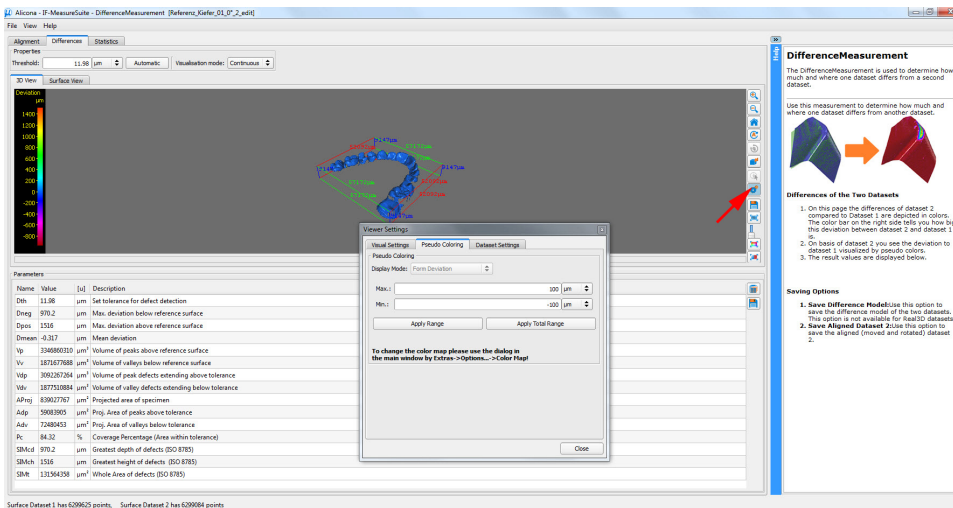 Alicona - IF-MeasureSuite - DifferenceMeasurement [Referenz_Kiefer_01_0°_2_edit]
File View Help
Alignment Differences Statistics
Properties
Threshold: 11.98 µm Automatic Visualisation mode: Continuous
3D View Surface View
Deviation
µm
1400
1200
1000
800
600
400
200
0
-200
-400
-600
-800
Viewer Settings
Visual Settings Pseudo Coloring Dataset Settings
Pseudo Coloring
Display Mode: Form Deviation
Max.: 100 µm
Min.: -100 µm
Apply Range Apply Total Range
To change the color map please use the dialog in
the main window by Extras->Options...->Color Map!
Close
Parameters
Name Value [u] Description
Dth 11.98 µm Set tolerance for defect detection
Dneg 970.2 µm Max. deviation below reference surface
Dpos 1516 µm Max. deviation above reference surface
Dmean -0.317 µm Mean deviation
Vp 3346860310 µm³ Volume of peaks above reference surface
Vv 1871677688 µm³ Volume of valleys below reference surface
Vdp 3092267264 µm³ Volume of peak defects extending above tolerance
Vdv 1877510884 µm³ Volume of valley defects extending below tolerance
AProj 839027767 µm² Projected area of specimen
Adp 59083905 µm² Proj. Area of peaks above tolerance
Adv 72480453 µm² Proj. Area of valleys below tolerance
Pc 84.32 % Coverage Percentage (Area within tolerance)
SIMcd 970.2 µm Greatest depth of defects (ISO 8785)
SIMch 1516 µm Greatest height of defects (ISO 8785)
SIMt 131564358 µm² Whole Area of defects (ISO 8785)
Surface Dataset 1 has 6299625 points, Surface Dataset 2 has 6299084 points
Help
DifferenceMeasurement
The DifferenceMeasurement is used to determine how
much and where one dataset differs from a second
dataset.
Use this measurement to determine how much and
where one dataset differs from another dataset.
Differences of the Two Datasets
1. On this page the differences of dataset 2
compared to Dataset 1 are depicted in colors.
The color bar on the right side tells you how big
this deviation between dataset 2 and dataset 1
is.
2. On basis of dataset 2 you see the deviation to
dataset 1 visualized by pseudo colors.
3. The result values are displayed below.
Saving Options
1. Save Difference Model:Use this option to
save the difference model of the two datasets.
This option is not available for Real3D datasets
2. Save Aligned Dataset 2:Use this option to
save the aligned (moved and rotated) dataset
2.